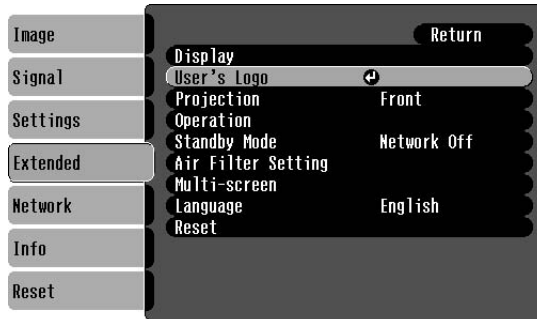 Image
Signal
Settings
Extended
Network
Info
Reset
Return
Display
User's Logo
Projection Front
Operation
Standby Mode Network Off
Air Filter Setting
Multi-screen
Language English
Reset